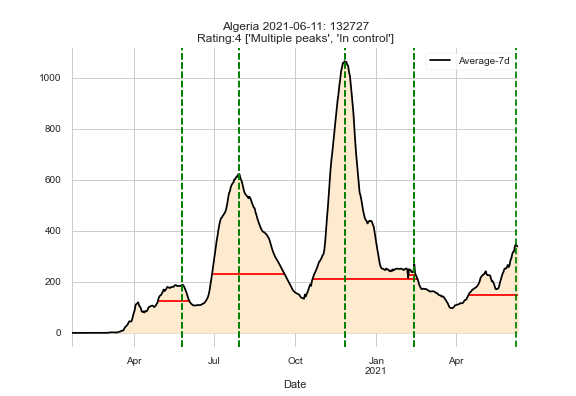 Algeria 2021-06-11: 132727
Rating:4 ['Multiple peaks', 'In control']
Average-7d
1000
800
600
400
200
0
Apr
Jul
Oct
Jan
2021
Apr
Date